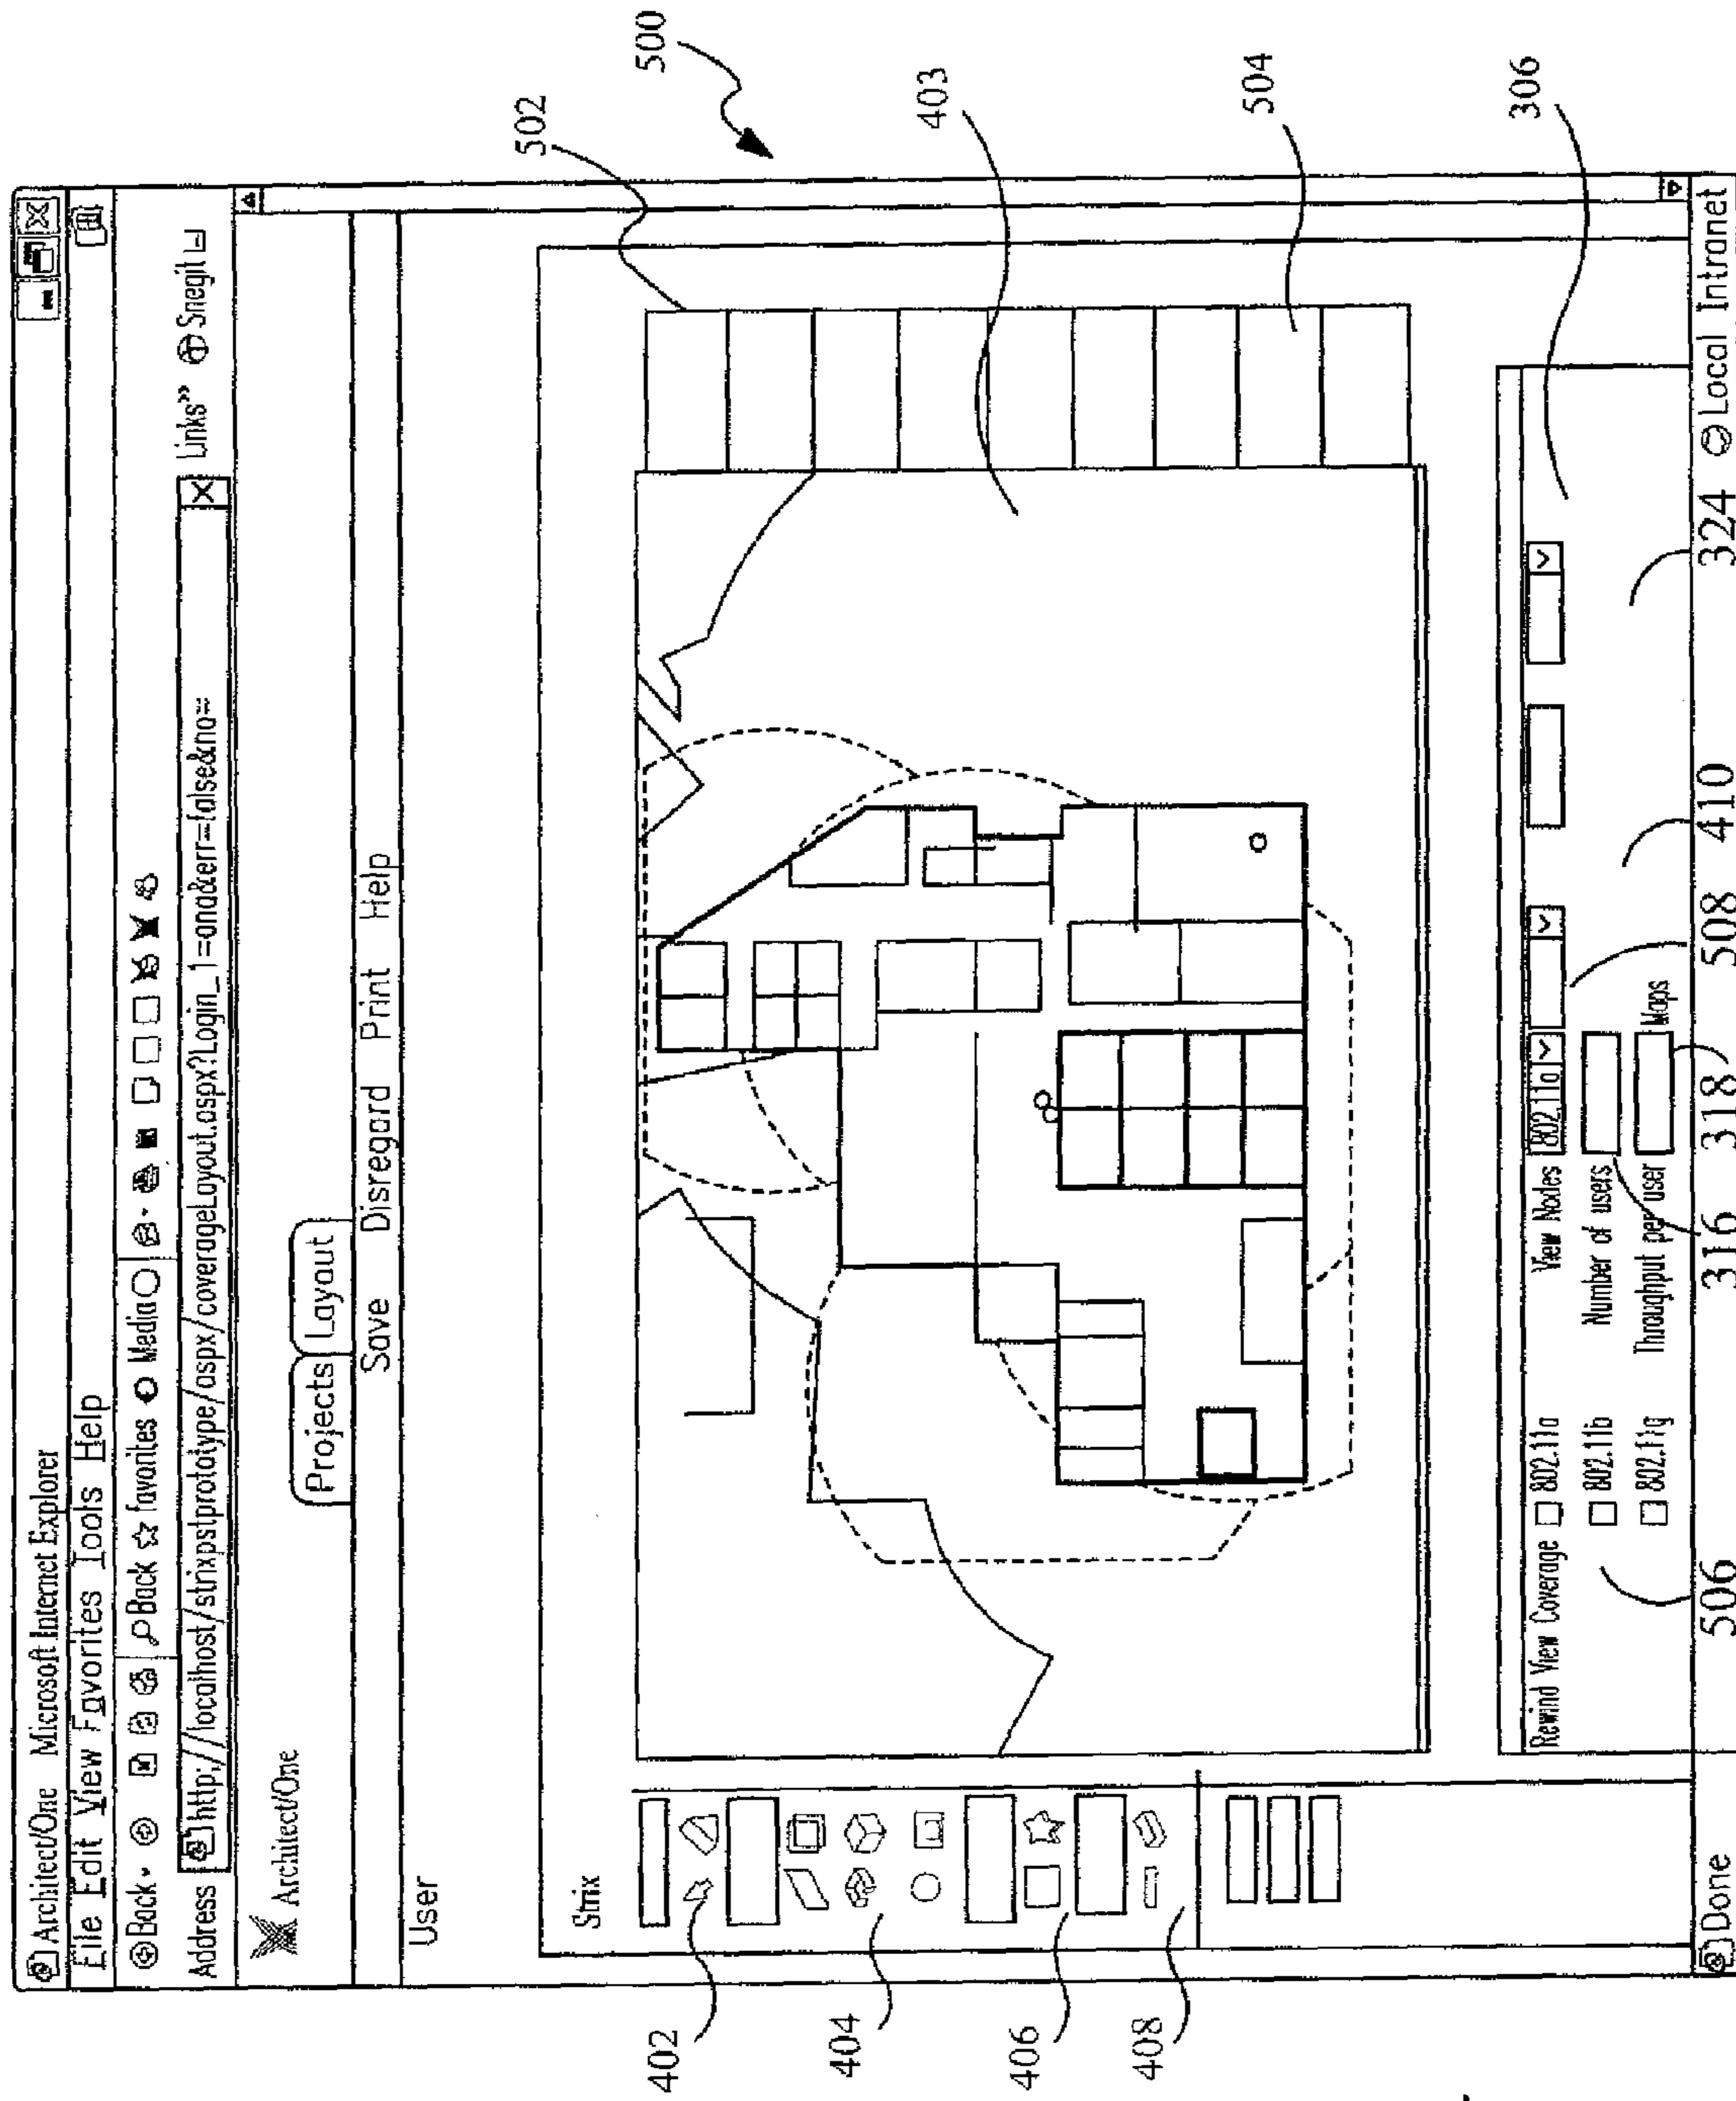 Architect/One Microsoft Internet Explorer
File Edit View Favorites Tools Help
Back Back favorites Media
Address http;//localhost/strixpstprototype/aspx/coverageLayout.aspx?Login_1=on&err=false&no= Links»
Architect/One
Projects Layout
Save Disregard Print Help
User
Strix
Rewind View Coverage 802.11a View Nodes 802.11a
802.11b Number of users
802.11g Throughput per user Maps
Done Local Intranet
500
502
403
504
306
402
404
406
408
506 316 318 508 410 324